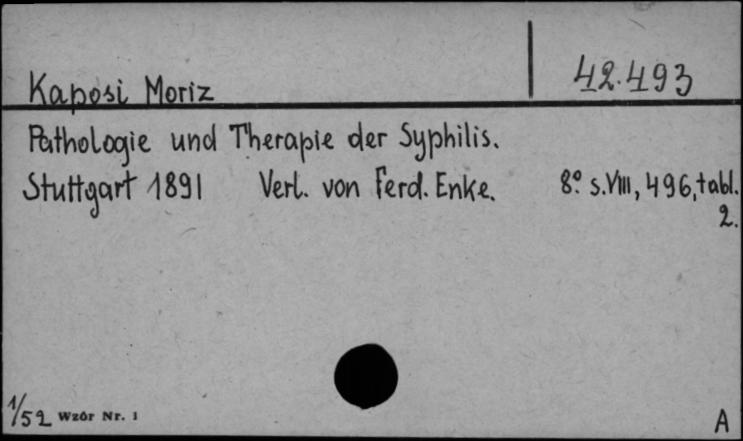 Kaposi Moriz 42.493
Pathologie und Therapie der Syphilis.
Stuttgart 1891 Verl. von Ferd. Enke. 8º s.VIII, 496, tabl.
2.
1/52 Wzór Nr. 1 A